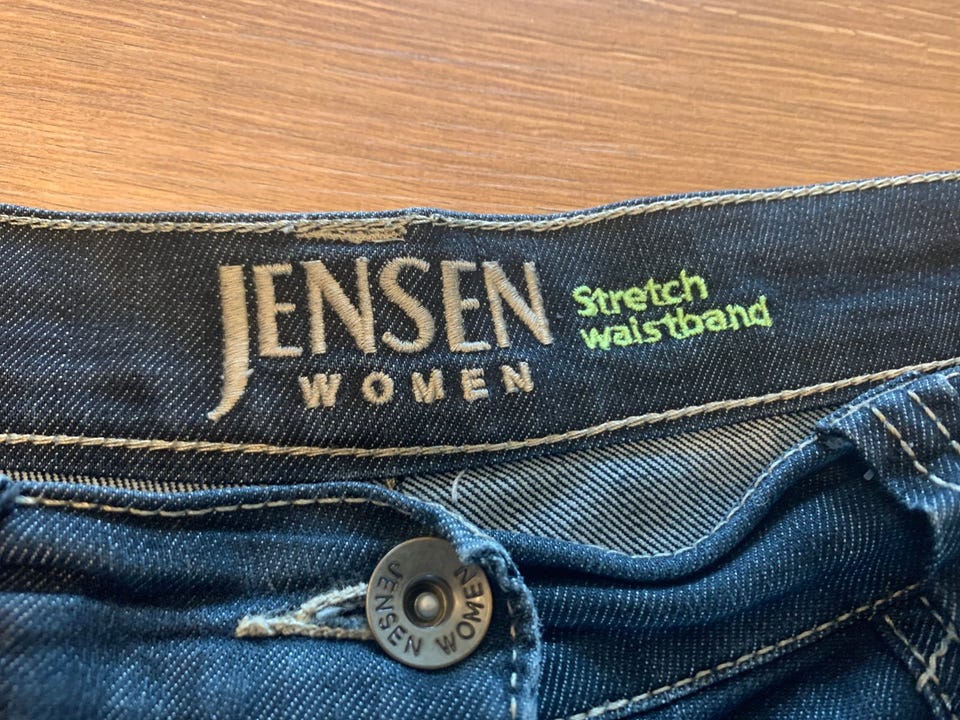 JENSEN
WOMEN
Stretch
waistband
JENSEN WOMEN